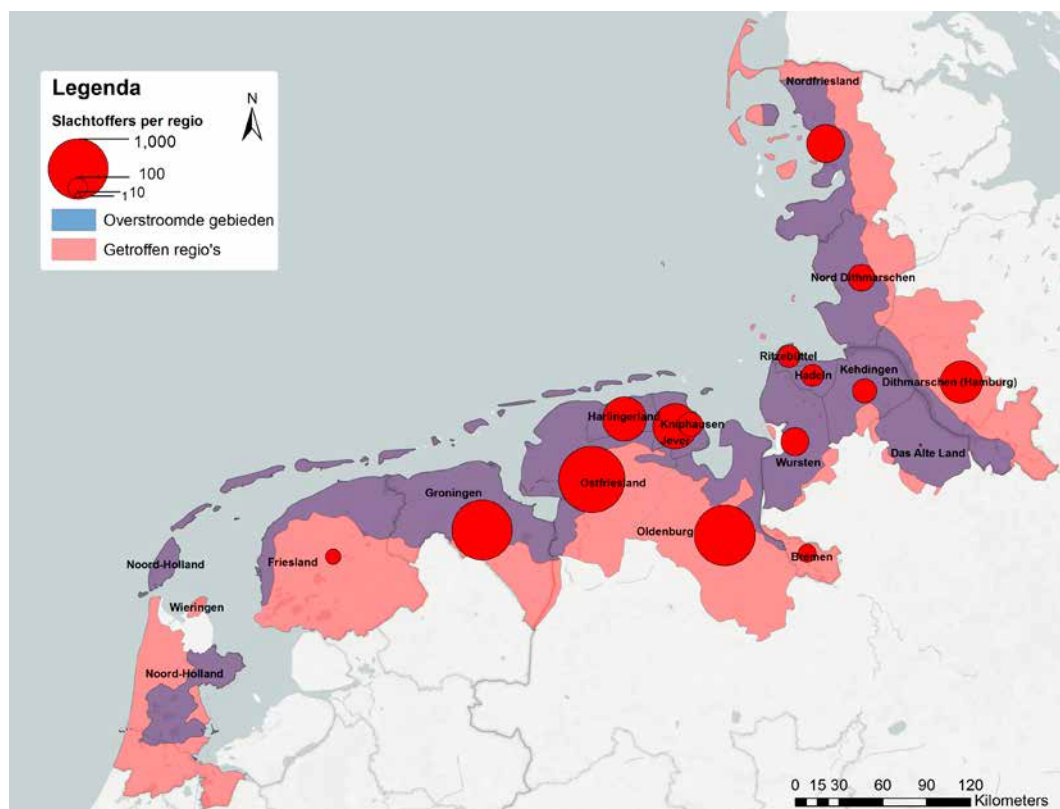 Legenda
N
Slachtoffers per regio
1,000
100
10
1
Overstroomde gebieden
Getroffen regio's
Nordfriesland
Nord Dithmarschen
Ritzebüttel
Hadeln
Kehdingen
Dithmarschen (Hamburg)
Harlingerland
Kniphausen
Jever
Wursten
Das Alte Land
Ostfriesland
Groningen
Oldenburg
Bremen
Friesland
Noord-Holland
Wieringen
Noord-Holland
0 15 30 60 90 120
Kilometers